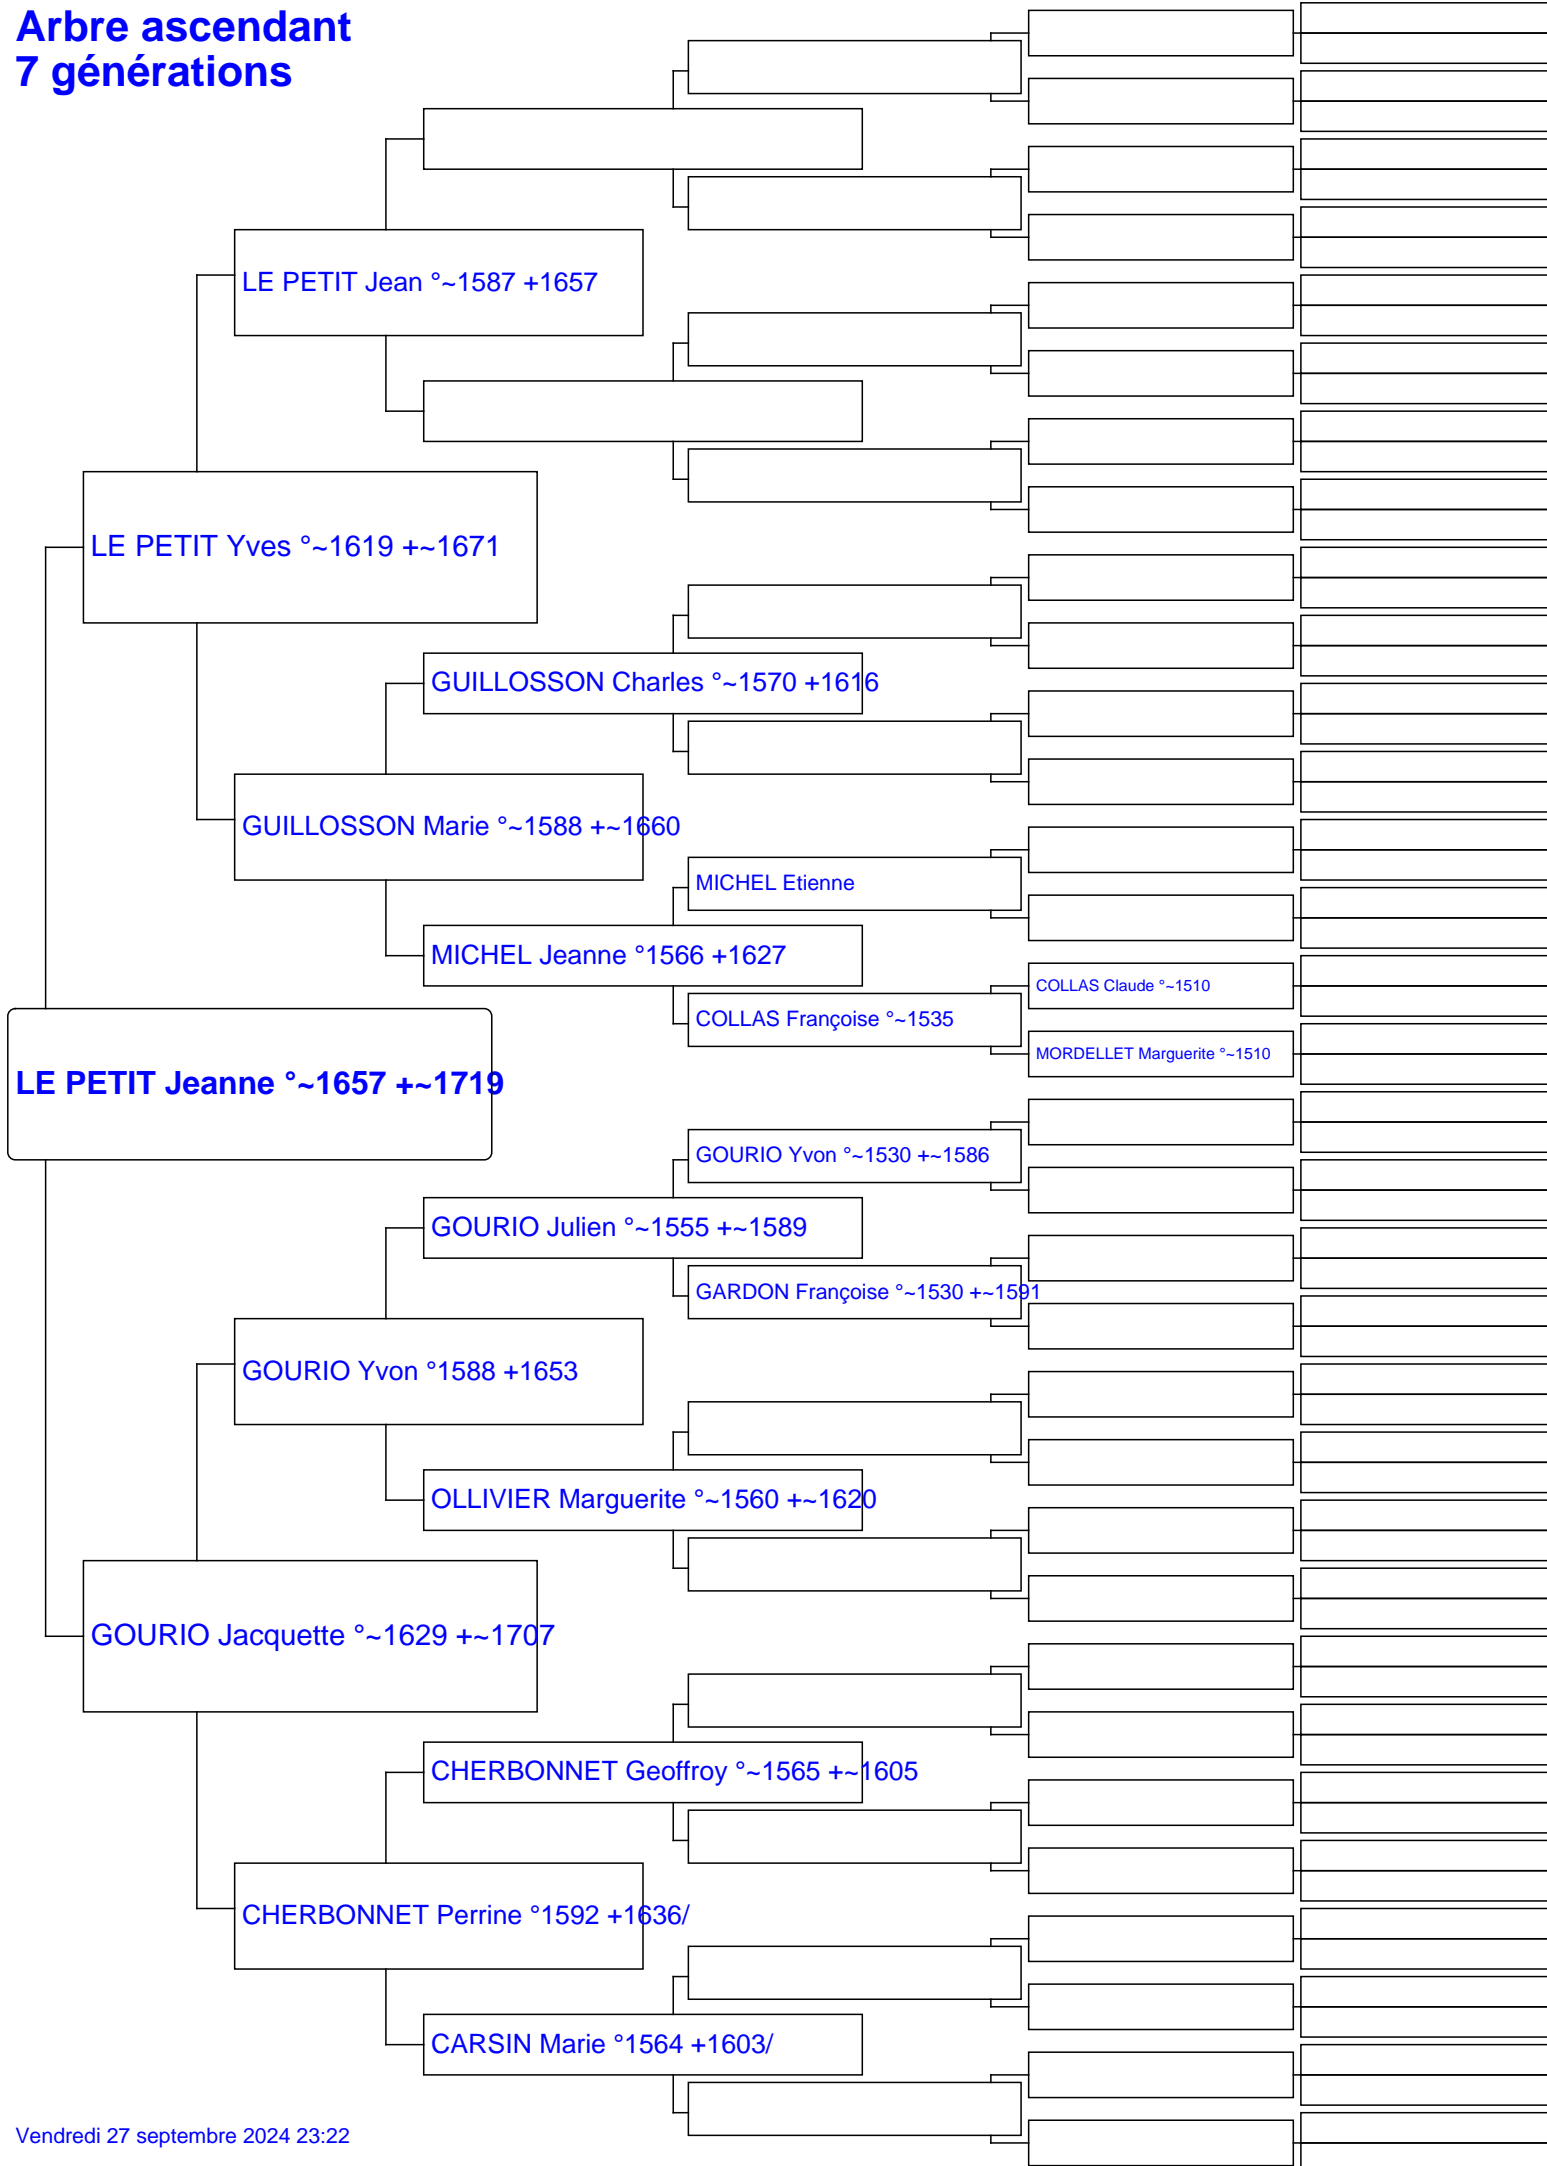 Arbre ascendant
7 générations
LE PETIT Jean °~1587 +1657
LE PETIT Yves °~1619 +~1671
GUILLOSSON Charles °~1570 +1616
GUILLOSSON Marie °~1588 +~1660
MICHEL Etienne
MICHEL Jeanne °1566 +1627
COLLAS Claude °~1510
COLLAS Françoise °~1535
MORDELLET Marguerite °~1510
LE PETIT Jeanne °~1657 +~1719
GOURIO Yvon °~1530 +~1586
GOURIO Julien °~1555 +~1589
GARDON Françoise °~1530 +~1591
GOURIO Yvon °1588 +1653
OLLIVIER Marguerite °~1560 +~1620
GOURIO Jacquette °~1629 +~1707
CHERBONNET Geoffroy °~1565 +~1605
CHERBONNET Perrine °1592 +1636/
CARSIN Marie °1564 +1603/
Vendredi 27 septembre 2024 23:22